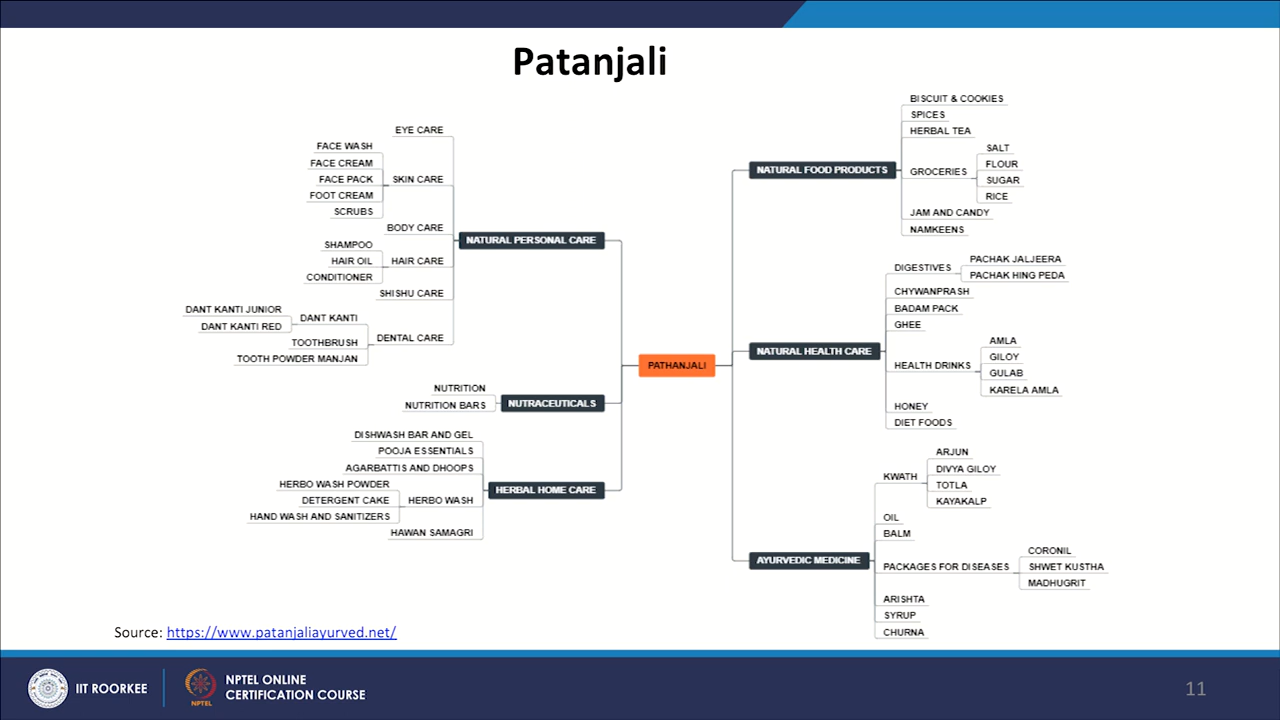 Patanjali
EYE CARE
FACE WASH
FACE CREAM
FACE PACK
FOOT CREAM
SCRUBS
SKIN CARE
BODY CARE
SHAMPOO
HAIR OIL
CONDITIONER
HAIR CARE
SHISHU CARE
DANT KANTI JUNIOR
DANT KANTI RED
DANT KANTI
TOOTHBRUSH
TOOTH POWDER MANJAN
DENTAL CARE
NATURAL PERSONAL CARE
NUTRITION
NUTRITION BARS
NUTRACEUTICALS
DISHWASH BAR AND GEL
POOJA ESSENTIALS
AGARBATTIS AND DHOOPS
HERBO WASH POWDER
DETERGENT CAKE
HAND WASH AND SANITIZERS
HERBO WASH
HAWAN SAMAGRI
HERBAL HOME CARE
PATHANJALI
NATURAL FOOD PRODUCTS
BISCUIT & COOKIES
SPICES
HERBAL TEA
GROCERIES
SALT
FLOUR
SUGAR
RICE
JAM AND CANDY
NAMKEENS
NATURAL HEALTH CARE
DIGESTIVES
PACHAK JALJEERA
PACHAK HING PEDA
CHYWANPRASH
BADAM PACK
GHEE
HEALTH DRINKS
AMLA
GILOY
GULAB
KARELA AMLA
HONEY
DIET FOODS
AYURVEDIC MEDICINE
KWATH
ARJUN
DIVYA GILOY
TOTLA
KAYAKALP
OIL
BALM
PACKAGES FOR DISEASES
CORONIL
SHWET KUSTHA
MADHUGRIT
ARISHTA
SYRUP
CHURNA
Source: https://www.patanjaliayurved.net/
IIT ROORKEE
NPTEL
NPTEL ONLINE
CERTIFICATION COURSE
11